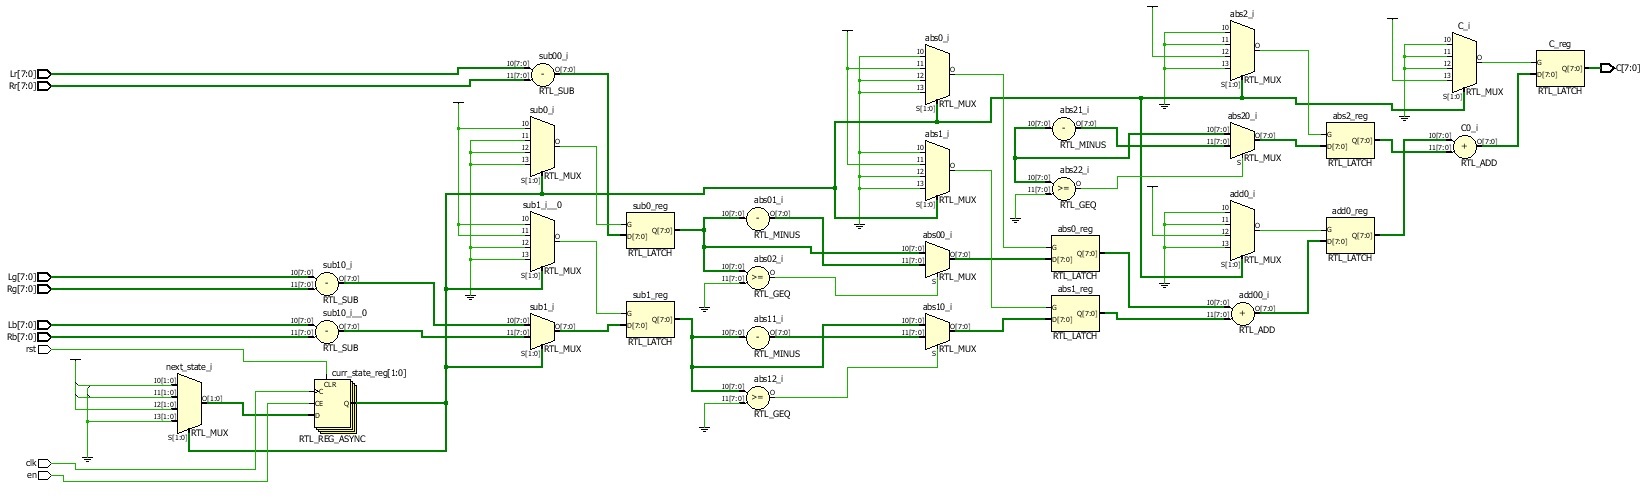 Lr[7:0]
Rr[7:0]
I0[7:0]
I1[7:0]
sub00_i
-
O[7:0]
RTL_SUB
sub0_i
I0
I1
I2
I3
S[1:0]
O
RTL_MUX
sub1_i__0
I0
I1
I2
I3
S[1:0]
O
RTL_MUX
Lg[7:0]
Rg[7:0]
sub10_i
I0[7:0]
I1[7:0]
-
O[7:0]
RTL_SUB
Lb[7:0]
Rb[7:0]
sub10_i__0
I0[7:0]
I1[7:0]
-
O[7:0]
RTL_SUB
sub1_i
I0[7:0]
I1[7:0]
S[1:0]
O[7:0]
RTL_MUX
rst
next_state_i
I0[1:0]
I1[1:0]
I2[1:0]
I3[1:0]
S[1:0]
O[1:0]
RTL_MUX
curr_state_reg[1:0]
CLR
C
CE
D
Q
RTL_REG_ASYNC
clk
en
sub0_reg
G
D[7:0]
Q[7:0]
RTL_LATCH
sub1_reg
G
D[7:0]
Q[7:0]
RTL_LATCH
abs01_i
I0[7:0]
-
O[7:0]
RTL_MINUS
abs02_i
I0[7:0]
I1[7:0]
>=
O
RTL_GEQ
abs11_i
I0[7:0]
-
O[7:0]
RTL_MINUS
abs12_i
I0[7:0]
I1[7:0]
>=
O
RTL_GEQ
abs0_i
I0
I1
I2
I3
S[1:0]
O
RTL_MUX
abs1_i
I0
I1
I2
I3
S[1:0]
O
RTL_MUX
abs00_i
I0[7:0]
I1[7:0]
S
O[7:0]
RTL_MUX
abs10_i
I0[7:0]
I1[7:0]
S
O[7:0]
RTL_MUX
abs0_reg
G
D[7:0]
Q[7:0]
RTL_LATCH
abs1_reg
G
D[7:0]
Q[7:0]
RTL_LATCH
abs21_i
I0[7:0]
-
O[7:0]
RTL_MINUS
abs22_i
I0[7:0]
I1[7:0]
>=
O
RTL_GEQ
abs2_i
I0
I1
I2
I3
S[1:0]
O
RTL_MUX
abs20_i
I0[7:0]
I1[7:0]
S
O[7:0]
RTL_MUX
add0_i
I0
I1
I2
I3
S[1:0]
O
RTL_MUX
add00_i
I0[7:0]
I1[7:0]
+
O[7:0]
RTL_ADD
abs2_reg
G
D[7:0]
Q[7:0]
RTL_LATCH
add0_reg
G
D[7:0]
Q[7:0]
RTL_LATCH
C_i
I0
I1
I2
I3
S[1:0]
O
RTL_MUX
C0_i
I0[7:0]
I1[7:0]
+
O[7:0]
RTL_ADD
C_reg
G
D[7:0]
Q[7:0]
RTL_LATCH
C[7:0]